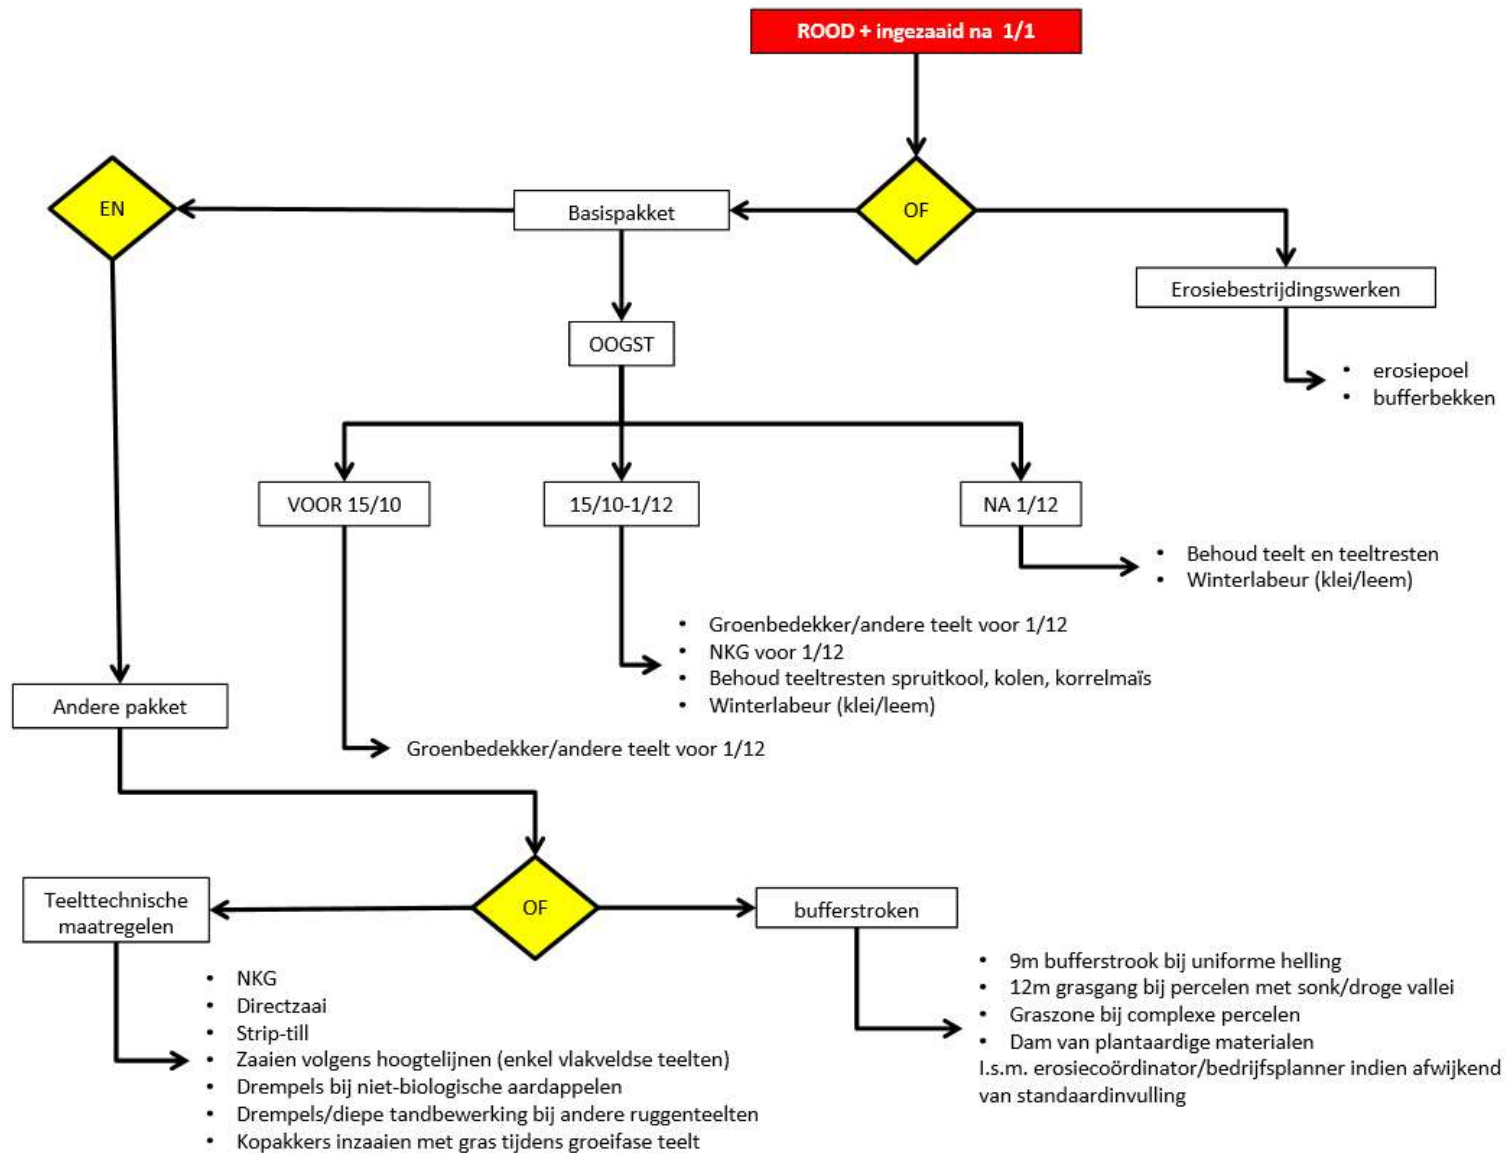 ROOD + ingezaaid na 1/1
EN
Basispakket
OF
Erosiebestrijdingswerken
OOGST
• erosiepoel
• bufferbekken
VOOR 15/10
15/10-1/12
NA 1/12
• Behoud teelt en teeltresten
• Winterlabeur (klei/leem)
• Groenbedekker/andere teelt voor 1/12
• NKG voor 1/12
• Behoud teeltresten spruitkool, kolen, korrelmaïs
• Winterlabeur (klei/leem)
Andere pakket
Groenbedekker/andere teelt voor 1/12
Teelttechnische
maatregelen
OF
bufferstroken
• NKG
• Directzaai
• Strip-till
• Zaaien volgens hoogtelijnen (enkel vlakveldse teelten)
• Drempels bij niet-biologische aardappelen
• Drempels/diepe tandbewerking bij andere ruggenteelten
• Kopakkers inzaaien met gras tijdens groeifase teelt
• 9m bufferstrook bij uniforme helling
• 12m grasgang bij percelen met sonk/droge vallei
• Graszone bij complexe percelen
• Dam van plantaardige materialen
I.s.m. erosiecoördinator/bedrijfsplanner indien afwijkend
van standaardinvulling